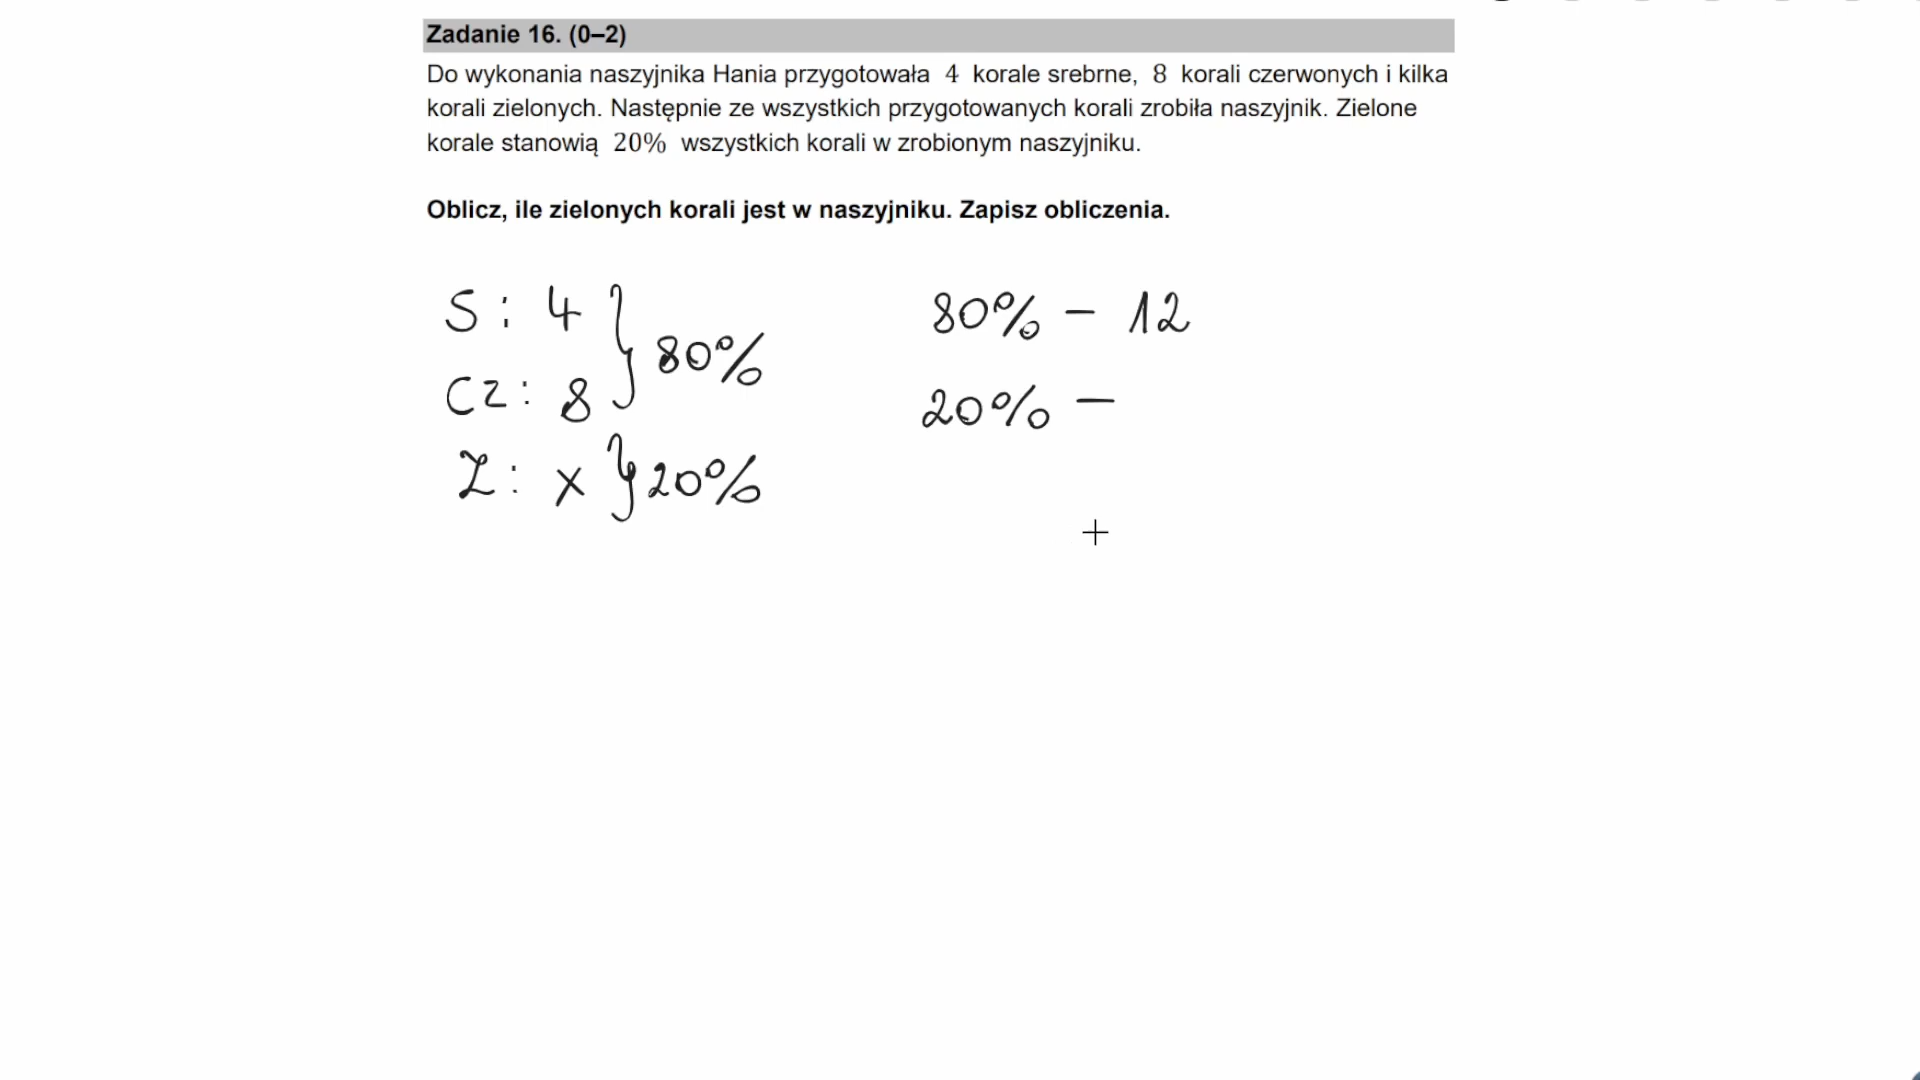 Zadanie 16. (0–2)
Do wykonania naszyjnika Hania przygotowała 4 korale srebrne, 8 korali czerwonych i kilka
korali zielonych. Następnie ze wszystkich przygotowanych korali zrobiła naszyjnik. Zielone
korale stanowią 20% wszystkich korali w zrobionym naszyjniku.
Oblicz, ile zielonych korali jest w naszyjniku. Zapisz obliczenia.
S : 4
CZ : 8
} 80%
Z : x } 20%
80% – 12
20% –